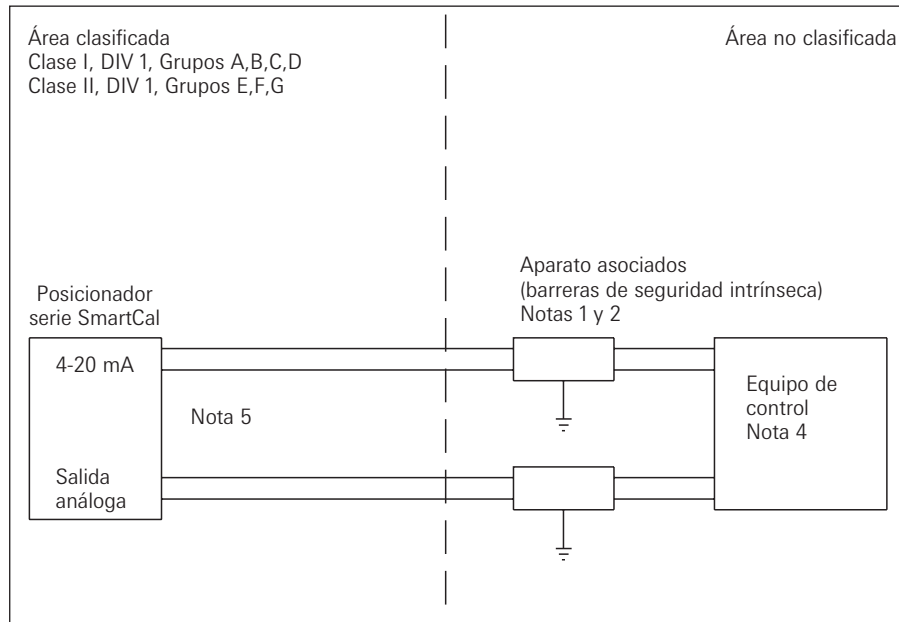 Área clasificada
Clase I, DIV 1, Grupos A,B,C,D
Clase II, DIV 1, Grupos E,F,G
Área no clasificada
Aparato asociados
(barreras de seguridad intrínseca)
Notas 1 y 2
Posicionador
serie SmartCal
4-20 mA
Nota 5
Equipo de
control
Nota 4
Salida
análoga